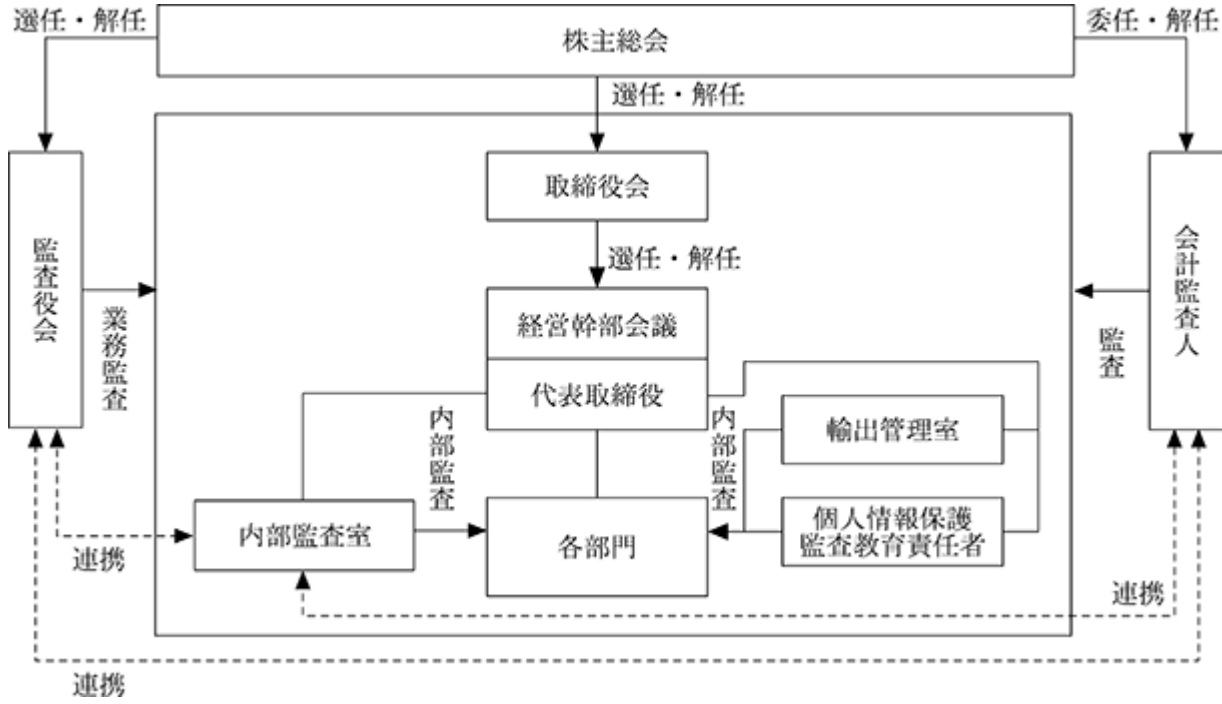 選任・解任
株主総会
委任・解任
選任・解任
取締役会
監査役会
選任・解任
会計監査人
業務監査
経営幹部会議
監査
代表取締役
内部監査
内部監査
輸出管理室
内部監査室
各部門
個人情報保護
監査教育責任者
連携
連携
連携